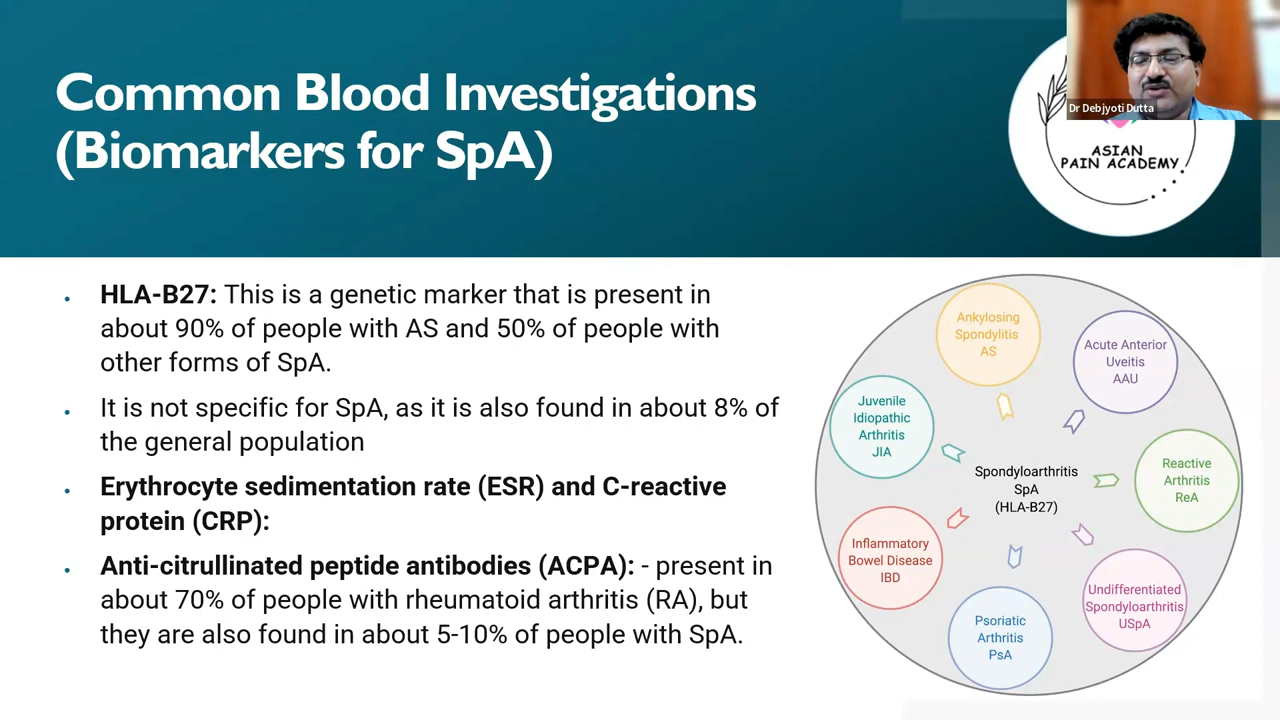 Common Blood Investigations
(Biomarkers for SpA)
Dr Debjyoti Dutta
ASIAN
PAIN ACADEMY
• HLA-B27: This is a genetic marker that is present in
about 90% of people with AS and 50% of people with
other forms of SpA.
• It is not specific for SpA, as it is also found in about 8% of
the general population
• Erythrocyte sedimentation rate (ESR) and C-reactive
protein (CRP):
• Anti-citrullinated peptide antibodies (ACPA): - present in
about 70% of people with rheumatoid arthritis (RA), but
they are also found in about 5-10% of people with SpA.
Ankylosing
Spondylitis
AS
Acute Anterior
Uveitis
AAU
Juvenile
Idiopathic
Arthritis
JIA
Spondyloarthritis
SpA
(HLA-B27)
Reactive
Arthritis
ReA
Inflammatory
Bowel Disease
IBD
Undifferentiated
Spondyloarthritis
USpA
Psoriatic
Arthritis
PsA